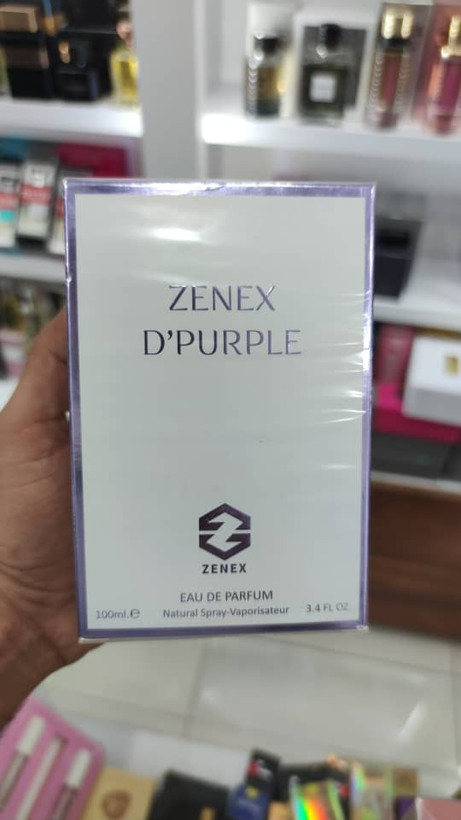 ZENEX
D'PURPLE
ZENEX
EAU DE PARFUM
100ml.℮ Natural Spray-Vaporisateur 3.4 FL OZ.